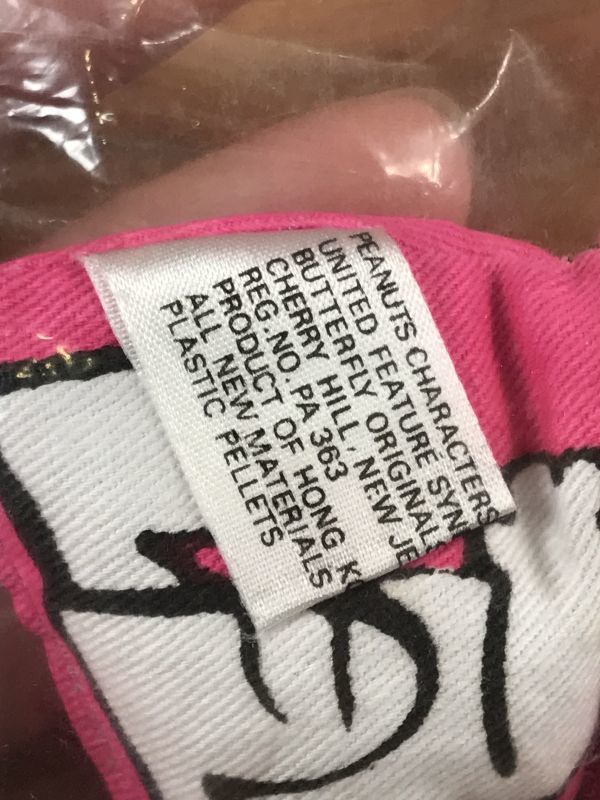 PEANUTS CHARACTERS
UNITED FEATURE SYN
BUTTERFLY ORIGINALS
CHERRY HILL, NEW JE
REG. NO. PA 363
PRODUCT OF HONG K
ALL NEW MATERIALS
PLASTIC PELLETS